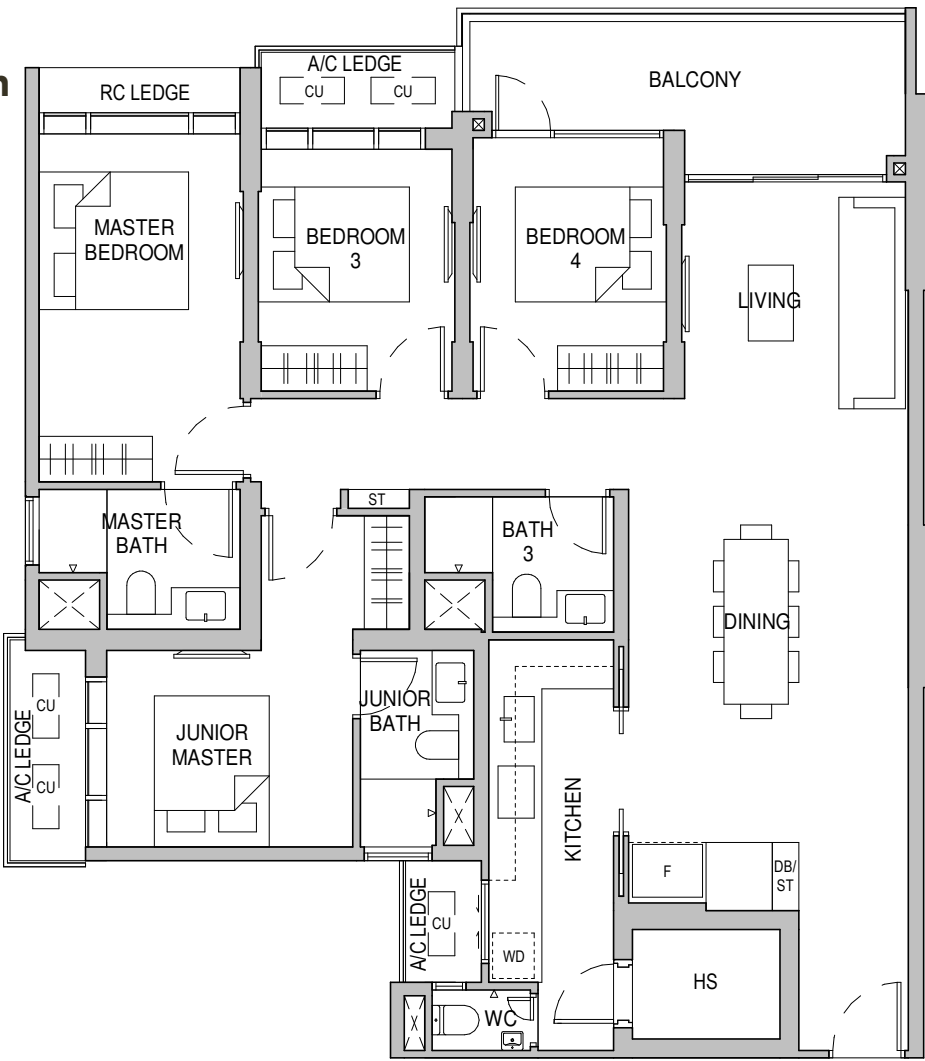 n
A/C LEDGE
CU
CU
RC LEDGE
BALCONY
MASTER
BEDROOM
BEDROOM
3
BEDROOM
4
LIVING
ST
MASTER
BATH
BATH
3
DINING
A/C LEDGE
CU
CU
JUNIOR
MASTER
JUNIOR
BATH
KITCHEN
F
DB/
ST
A/C LEDGE
CU
WD
HS
WC